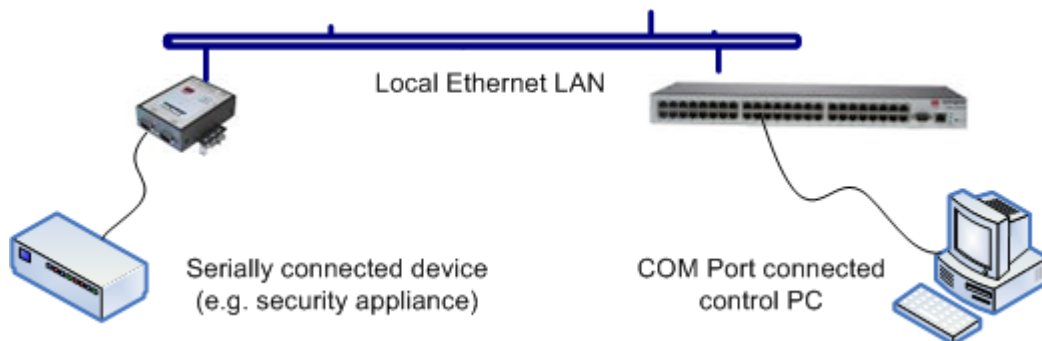 Local Ethernet LAN
Serially connected device
(e.g. security appliance)
COM Port connected
control PC